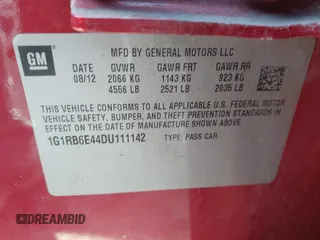 GM
MFD BY GENERAL MOTORS LLC
DATE GVWR GAWR FRT GAWR RR
08/12 2066 KG 1143 KG 923 KG
4556 LB 2521 LB 2035 LB
THIS VEHICLE CONFORMS TO ALL APPLICABLE U.S. FEDERAL MOTOR
VEHICLE SAFETY, BUMPER, AND THEFT PREVENTION STANDARDS
IN EFFECT ON THE DATE OF MANUFACTURE SHOWN ABOVE.
1G1RB6E44DU111142 TYPE: PASS CAR
DREAMBID